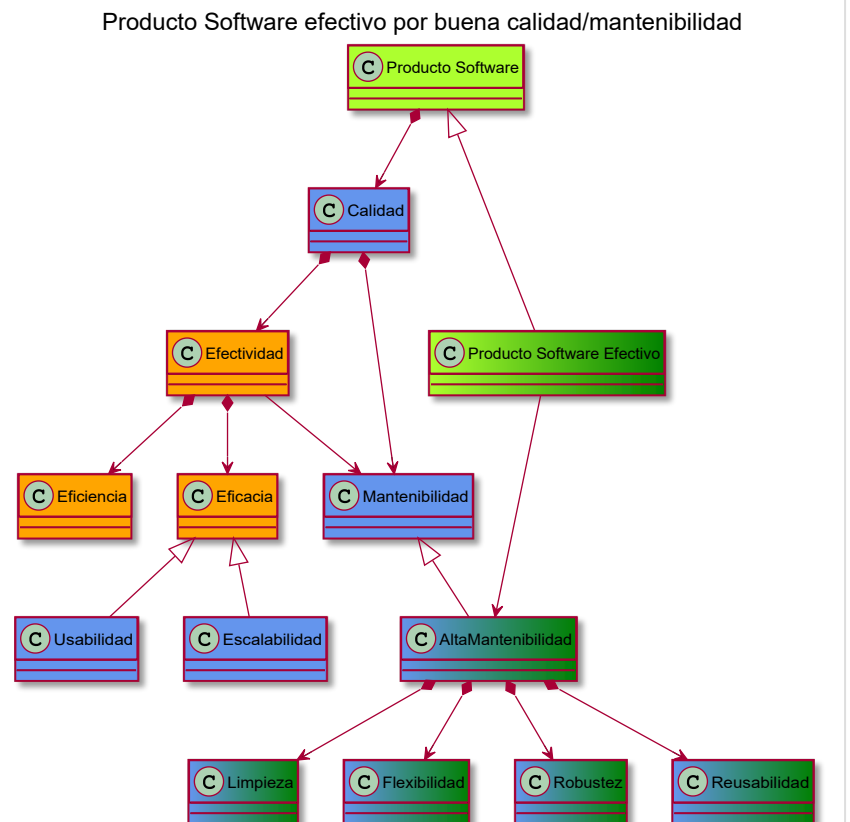 Producto Software efectivo por buena calidad/mantenibilidad
C Producto Software
C Calidad
C Efectividad
C Producto Software Efectivo
C Eficiencia
C Eficacia
C Mantenibilidad
C Usabilidad
C Escalabilidad
C AltaMantenibilidad
C Limpieza
C Flexibilidad
C Robustez
C Reusabilidad